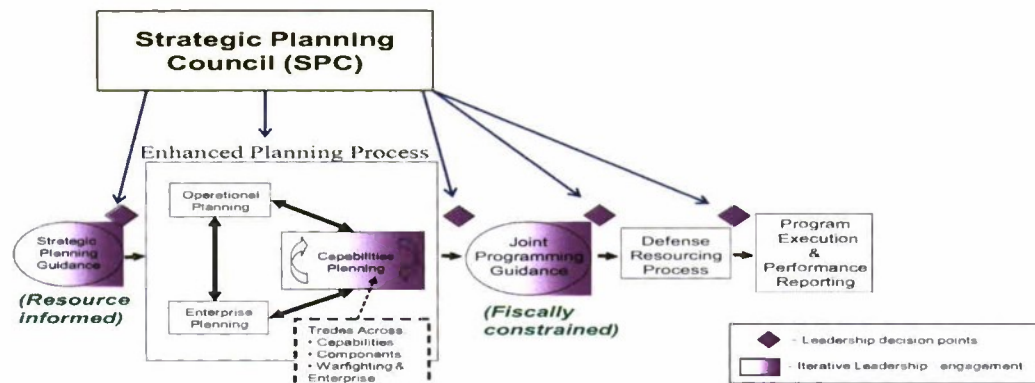 Strategic Planning
Council (SPC)
Enhanced Planning Process
Operational
Planning
Strategic
Planning
Guidance
Capabilities
Planning
Joint
Programming
Guidance
Defense
Resourcing
Process
Program
Execution
&
Performance
Reporting
(Resource
informed)
Enterprise
Planning
(Fiscally
constrained)
Trades Across
• Capabilities
• Components
• Warfighting &
Enterprise
- Leadership decision points
- Iterative Leadership engagement